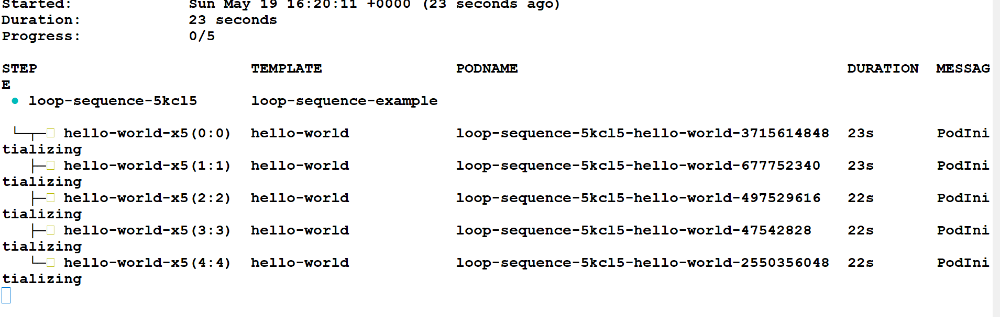 Started: Sun May 19 16:20:11 +0000 (23 seconds ago)
Duration: 23 seconds
Progress: 0/5
STEP TEMPLATE PODNAME DURATION MESSAG
E
● loop-sequence-5kcl5 loop-sequence-example
└─┬─□ hello-world-x5(0:0) hello-world loop-sequence-5kcl5-hello-world-3715614848 23s PodIni
tializing
├─□ hello-world-x5(1:1) hello-world loop-sequence-5kcl5-hello-world-677752340 23s PodIni
tializing
├─□ hello-world-x5(2:2) hello-world loop-sequence-5kcl5-hello-world-497529616 22s PodIni
tializing
├─□ hello-world-x5(3:3) hello-world loop-sequence-5kcl5-hello-world-47542828 22s PodIni
tializing
└─□ hello-world-x5(4:4) hello-world loop-sequence-5kcl5-hello-world-2550356048 22s PodIni
tializing